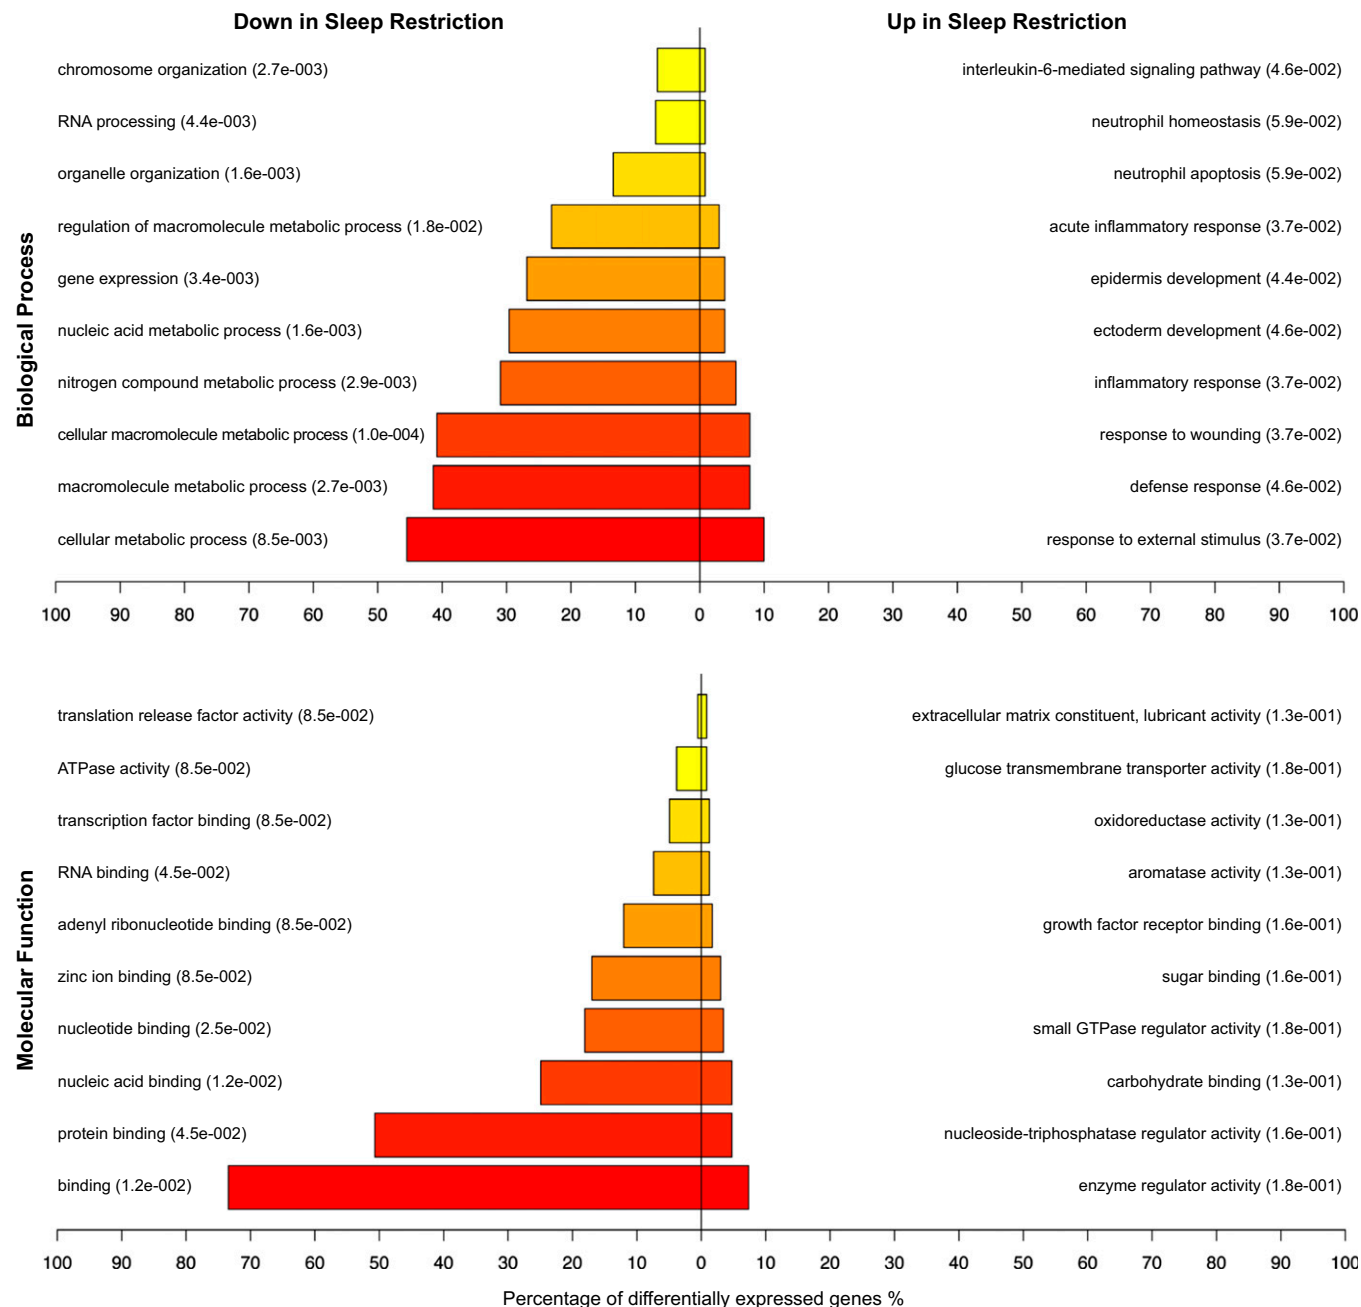 Down in Sleep Restriction Up in Sleep Restriction
Biological Process
chromosome organization (2.7e-003) interleukin-6-mediated signaling pathway (4.6e-002)
RNA processing (4.4e-003) neutrophil homeostasis (5.9e-002)
organelle organization (1.6e-003) neutrophil apoptosis (5.9e-002)
regulation of macromolecule metabolic process (1.8e-002) acute inflammatory response (3.7e-002)
gene expression (3.4e-003) epidermis development (4.4e-002)
nucleic acid metabolic process (1.6e-003) ectoderm development (4.6e-002)
nitrogen compound metabolic process (2.9e-003) inflammatory response (3.7e-002)
cellular macromolecule metabolic process (1.0e-004) response to wounding (3.7e-002)
macromolecule metabolic process (2.7e-003) defense response (4.6e-002)
cellular metabolic process (8.5e-003) response to external stimulus (3.7e-002)
100 90 80 70 60 50 40 30 20 10 0 10 20 30 40 50 60 70 80 90 100
Molecular Function
translation release factor activity (8.5e-002) extracellular matrix constituent, lubricant activity (1.3e-001)
ATPase activity (8.5e-002) glucose transmembrane transporter activity (1.8e-001)
transcription factor binding (8.5e-002) oxidoreductase activity (1.3e-001)
RNA binding (4.5e-002) aromatase activity (1.3e-001)
adenyl ribonucleotide binding (8.5e-002) growth factor receptor binding (1.6e-001)
zinc ion binding (8.5e-002) sugar binding (1.6e-001)
nucleotide binding (2.5e-002) small GTPase regulator activity (1.8e-001)
nucleic acid binding (1.2e-002) carbohydrate binding (1.3e-001)
protein binding (4.5e-002) nucleoside-triphosphatase regulator activity (1.6e-001)
binding (1.2e-002) enzyme regulator activity (1.8e-001)
100 90 80 70 60 50 40 30 20 10 0 10 20 30 40 50 60 70 80 90 100
Percentage of differentially expressed genes %